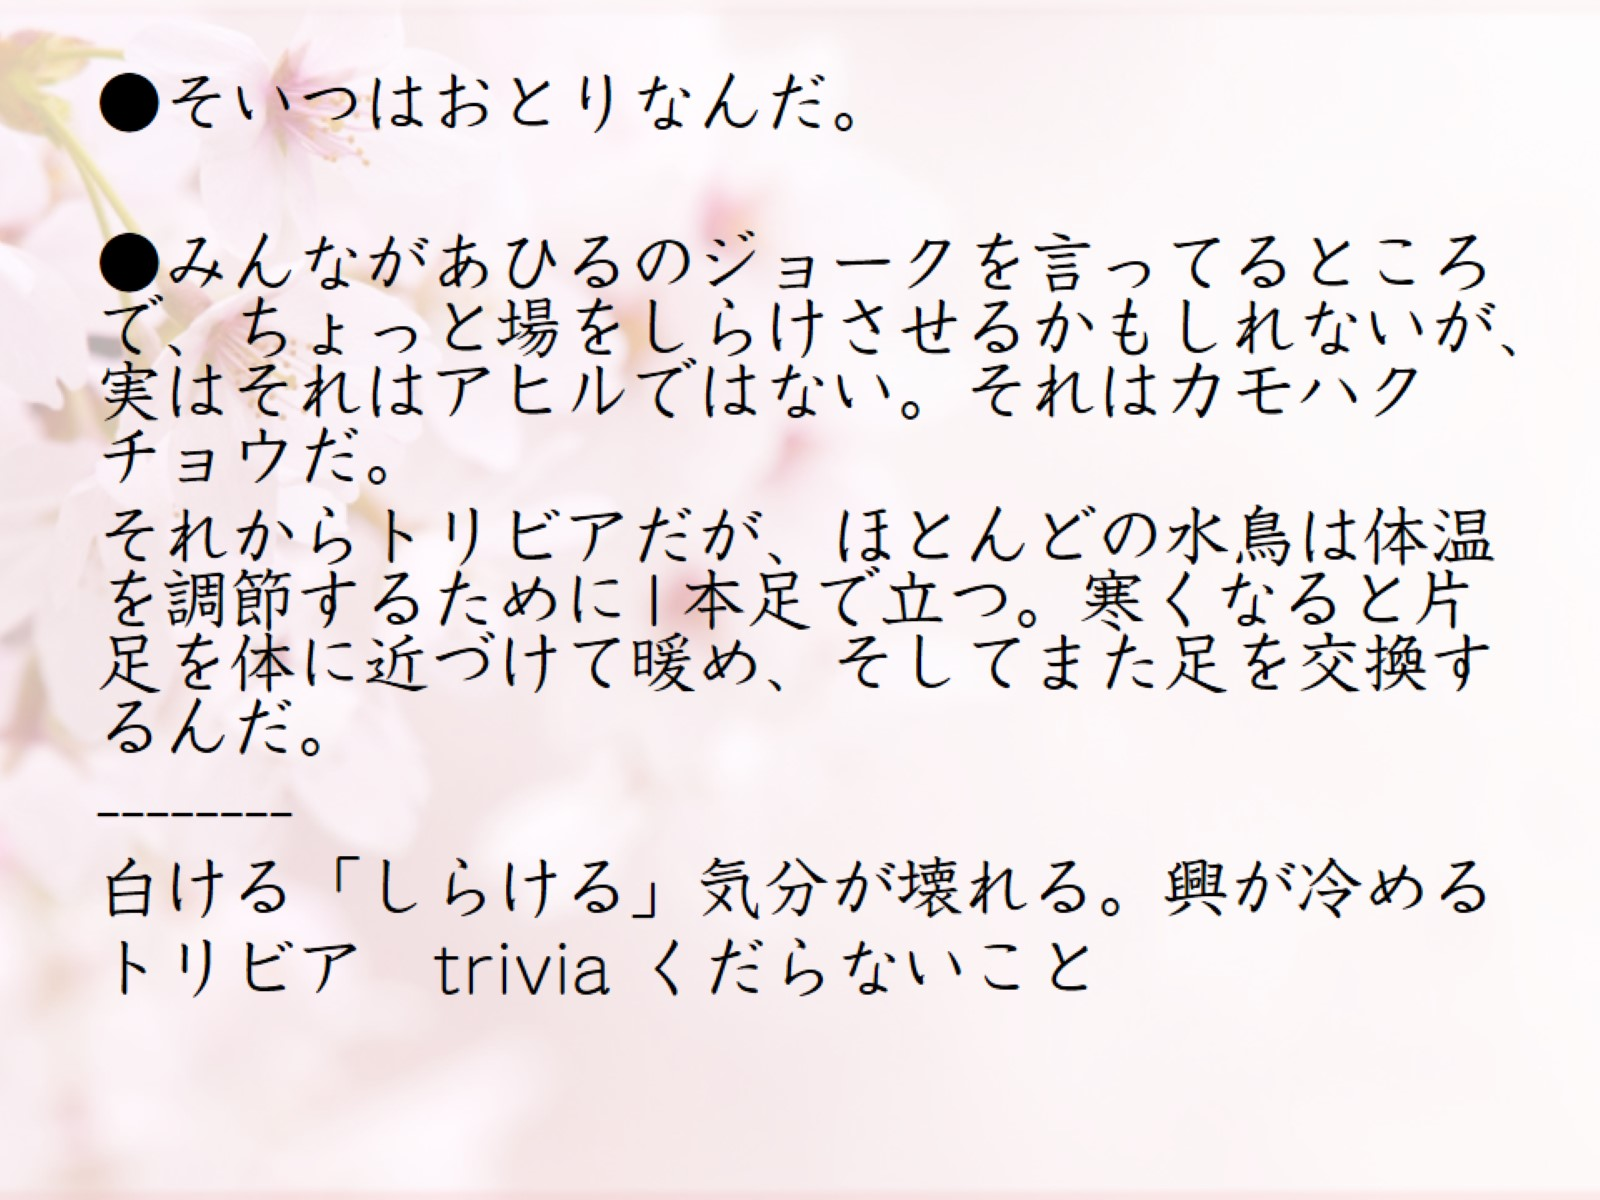 ●そいつはおとりなんだ。
●みんながあひるのジョークを言ってるところ
で、ちょっと場をしらけさせるかもしれないが、
実はそれはアヒルではない。それはカモハク
チョウだ。
それからトリビアだが、ほとんどの水鳥は体温
を調節するために1本足で立つ。寒くなると片
足を体に近づけて暖め、そしてまた足を交換す
るんだ。
--------
白ける「しらける」気分が壊れる。興が冷める
トリビア　trivia くだらないこと